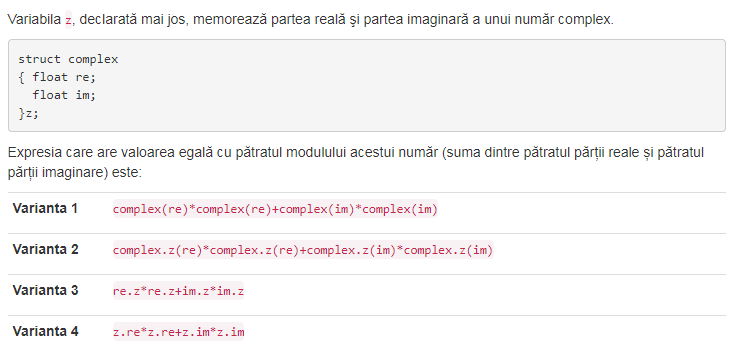 Variabila z, declarată mai jos, memorează partea reală şi partea imaginară a unui număr complex.
struct complex
{ float re;
  float im;
}z;
Expresia care are valoarea egală cu pătratul modulului acestui număr (suma dintre pătratul părții reale și pătratul
părții imaginare) este:
Varianta 1 complex(re)*complex(re)+complex(im)*complex(im)
Varianta 2 complex.z(re)*complex.z(re)+complex.z(im)*complex.z(im)
Varianta 3 re.z*re.z+im.z*im.z
Varianta 4 z.re*z.re+z.im*z.im